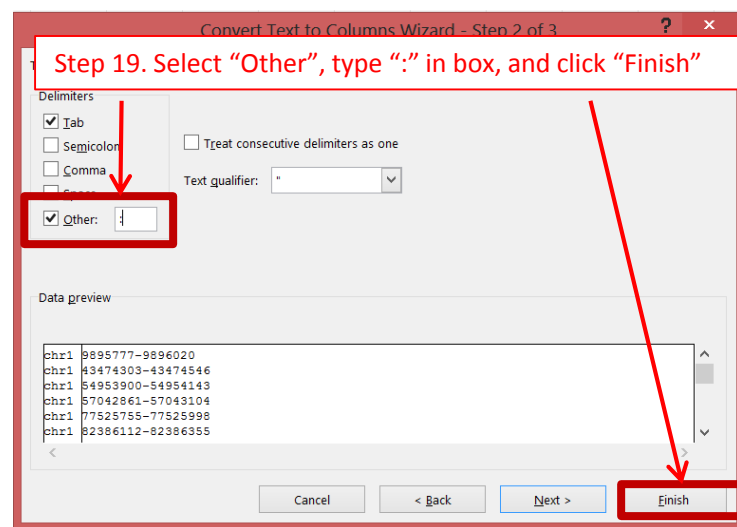 Convert Text to Columns Wizard - Step 2 of 3 ? ×
Step 19. Select “Other”, type “:” in box, and click “Finish”
Delimiters
Tab
Semicolon
Treat consecutive delimiters as one
Comma
Text qualifier: "
Space
Other: :
Data preview
chr1 9895777-9896020
chr1 43474303-43474546
chr1 54953900-54954143
chr1 57042861-57043104
chr1 77525755-77525998
chr1 82386112-82386355
Cancel < Back Next > Finish